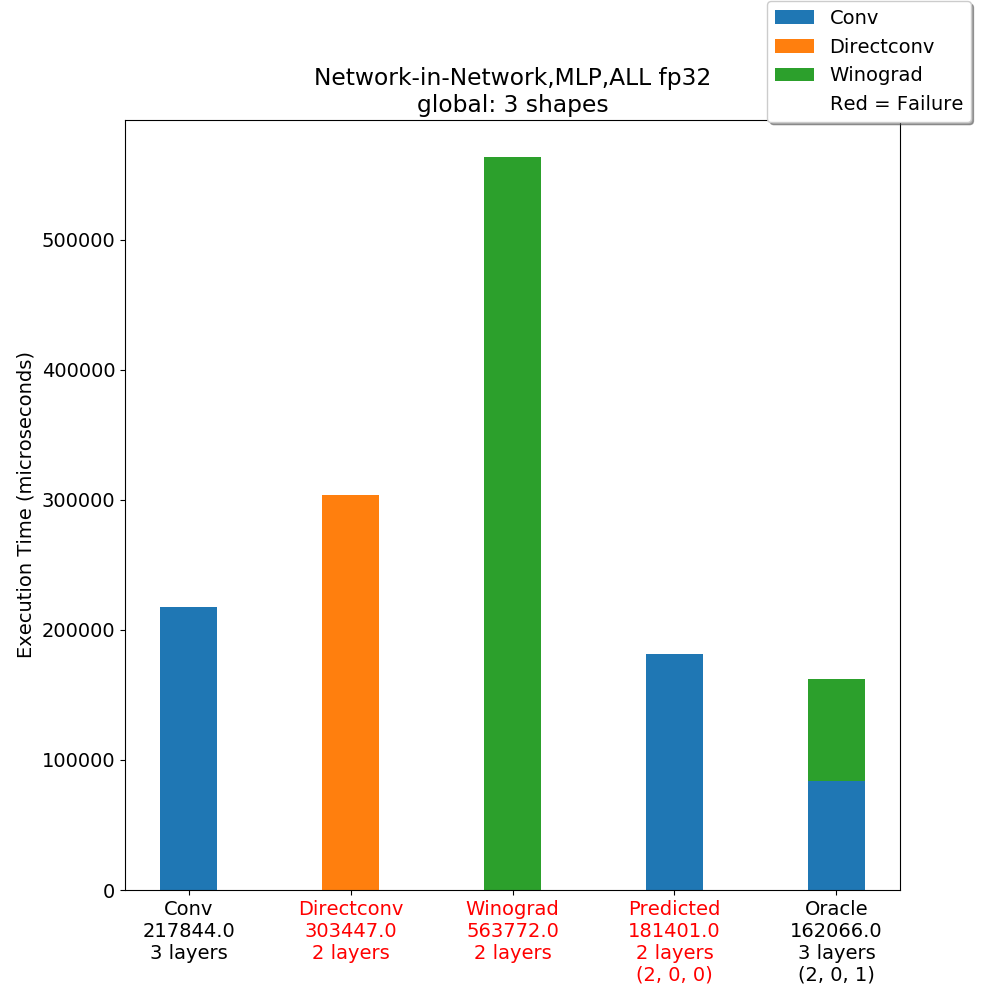 Conv
Directconv
Winograd
Red = Failure
Network-in-Network,MLP,ALL fp32
global: 3 shapes
Execution Time (microseconds)
500000
400000
300000
200000
100000
0
Conv
217844.0
3 layers
Directconv
303447.0
2 layers
Winograd
563772.0
2 layers
Predicted
181401.0
2 layers
(2, 0, 0)
Oracle
162066.0
3 layers
(2, 0, 1)